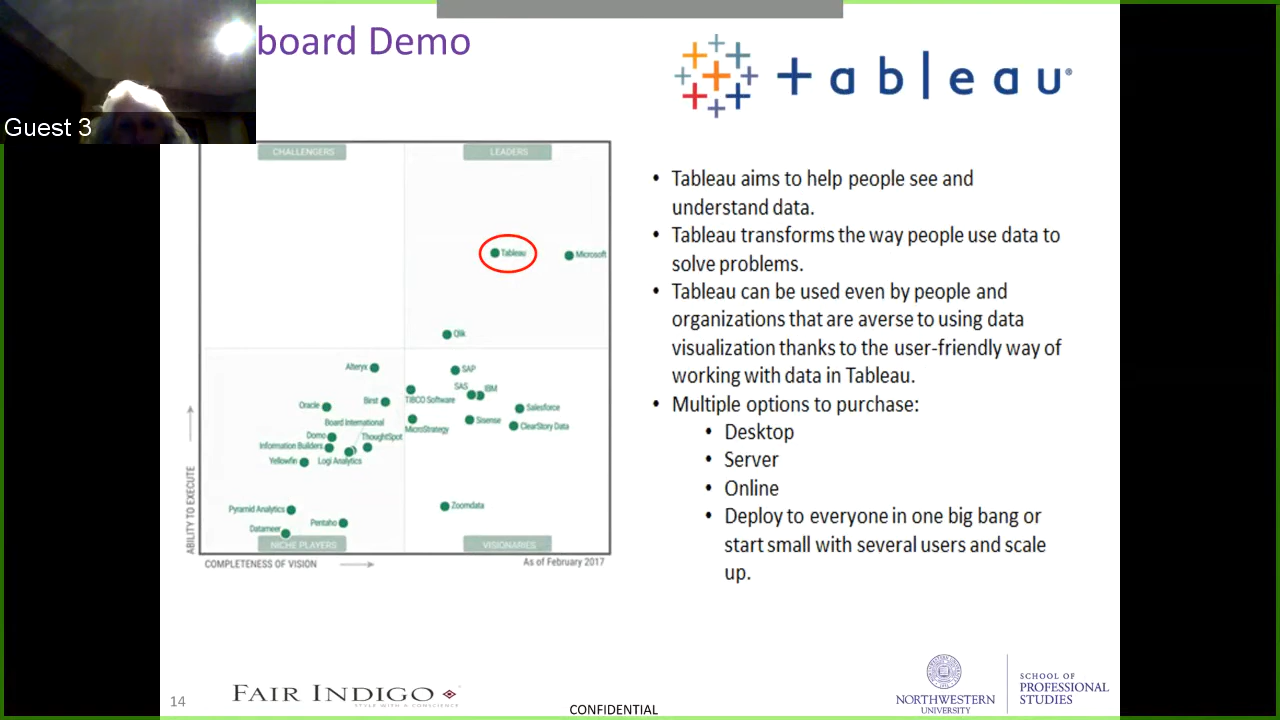 board Demo
Guest 3
+ableau®
CHALLENGERS
LEADERS
Tableau
Microsoft
Qlik
Alteryx
SAP
SAS
IBM
Birst
TIBCO Software
Oracle
Salesforce
Board International
MicroStrategy
Sisense
ClearStory Data
Domo
ThoughtSpot
Information Builders
Yellowfin
Logi Analytics
Pyramid Analytics
Zoomdata
Datameer
Pentaho
NICHE PLAYERS
VISIONARIES
ABILITY TO EXECUTE
COMPLETENESS OF VISION
As of February 2017
• Tableau aims to help people see and
understand data.
• Tableau transforms the way people use data to
solve problems.
• Tableau can be used even by people and
organizations that are averse to using data
visualization thanks to the user-friendly way of
working with data in Tableau.
• Multiple options to purchase:
• Desktop
• Server
• Online
• Deploy to everyone in one big bang or
start small with several users and scale
up.
14
FAIR INDIGO
STYLE WITH A CONSCIENCE
CONFIDENTIAL
NORTHWESTERN
UNIVERSITY
SCHOOL OF
PROFESSIONAL
STUDIES